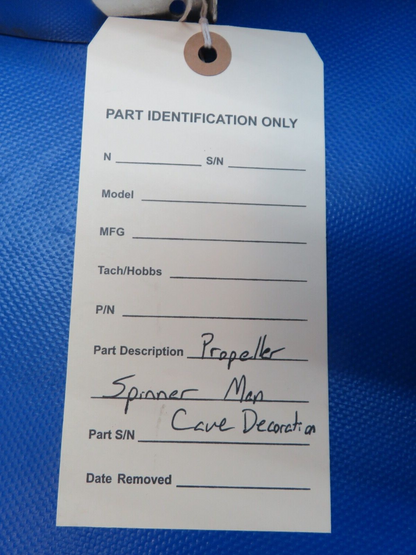 PART IDENTIFICATION ONLY
N S/N
Model
MFG
Tach/Hobbs
P/N
Part Description Propeller
Spinner Man
Cave Decoration
Part S/N
Date Removed